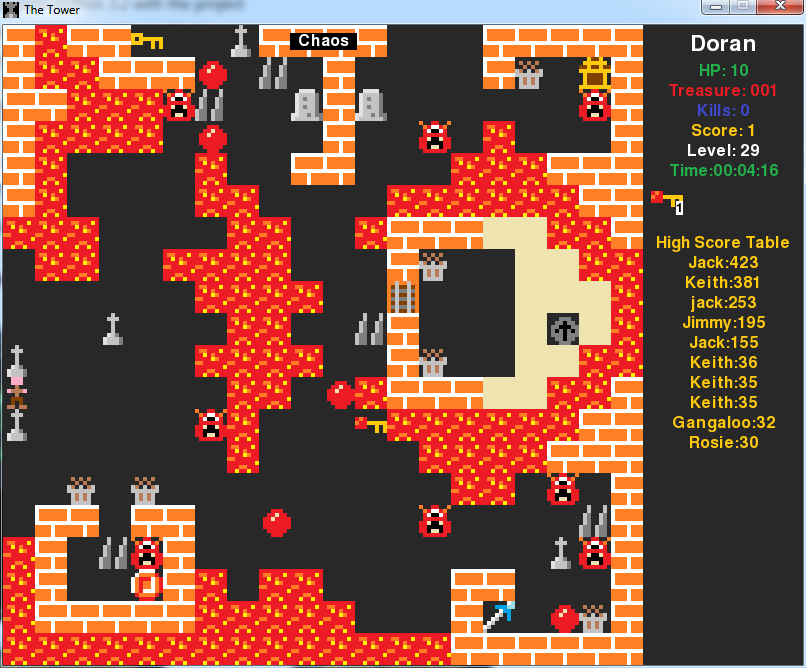 The Tower
Chaos
Doran
HP: 10
Treasure: 001
Kills: 0
Score: 1
Level: 29
Time:00:04:16
1
High Score Table
Jack:423
Keith:381
jack:253
Jimmy:195
Jack:155
Keith:36
Keith:35
Keith:35
Gangaloo:32
Rosie:30